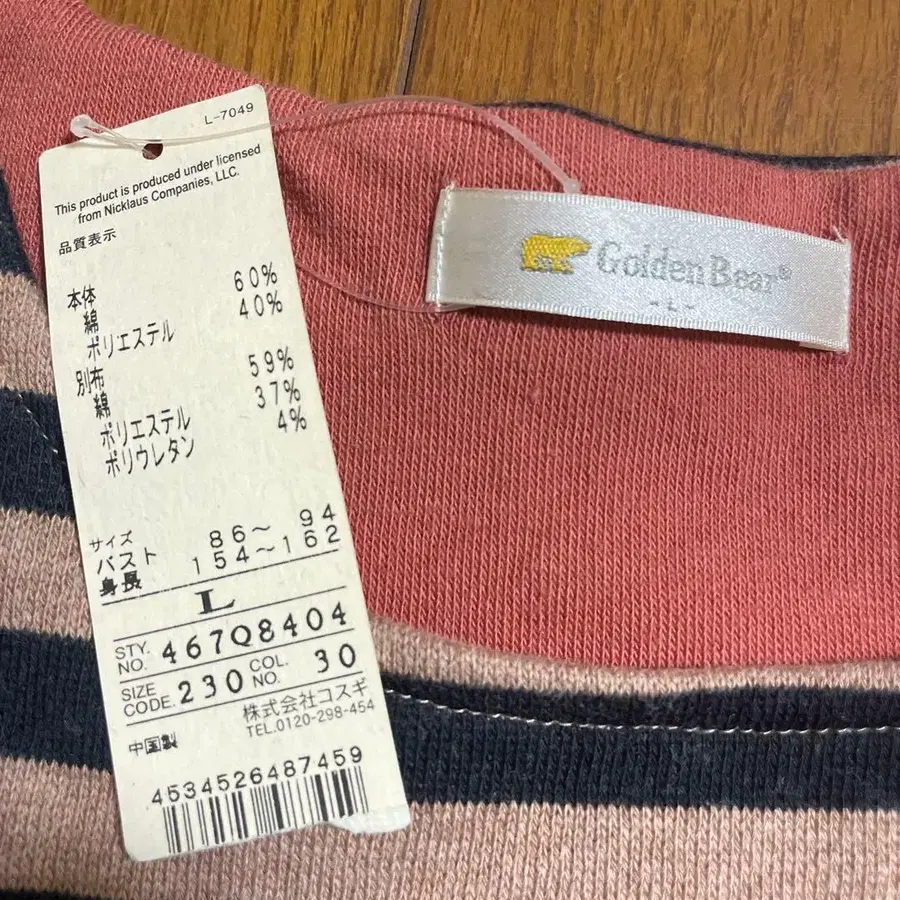 L-7049
This product is produced under licensed
from Nicklaus Companies, LLC.
品質表示
本体 60%
綿 40%
ポリエステル
別布 59%
綿 37%
ポリエステル 4%
ポリウレタン
サイズ
バスト 86～ 94
身長 154～162
L
STY. NO. 467Q8404
SIZE CODE. 230 COL. NO. 30
株式会社コスギ
TEL.0120-298-454
中国製
4534526487459
Golden Bear®
- L -